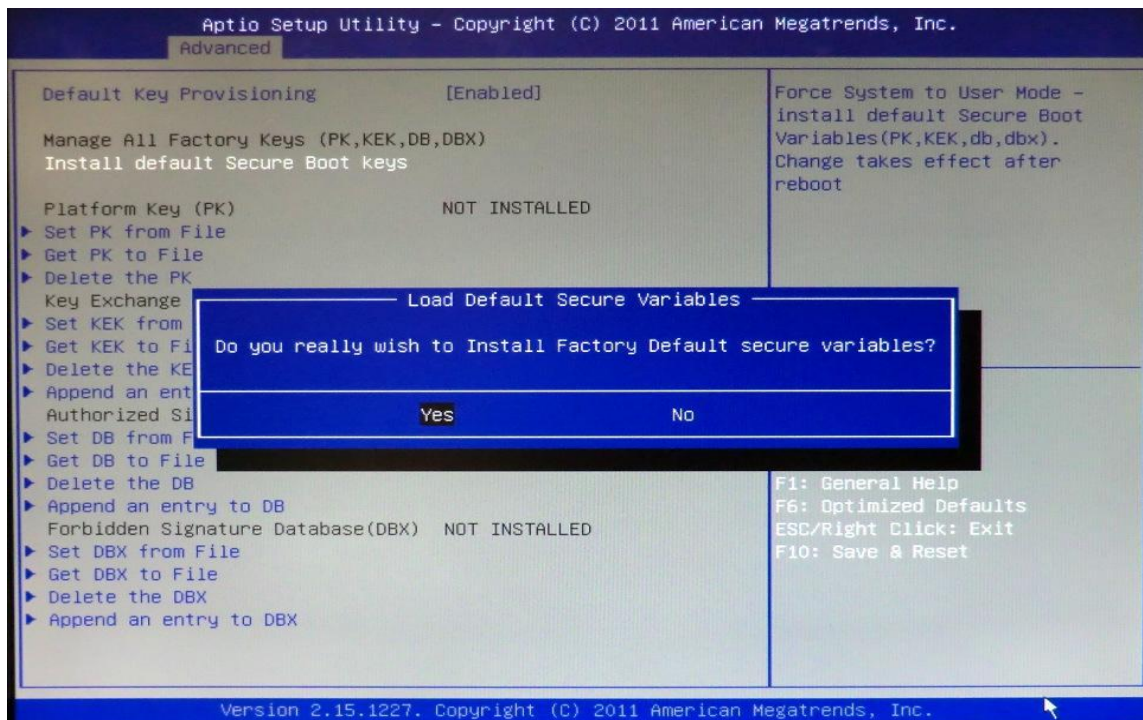 Aptio Setup Utility – Copyright (C) 2011 American Megatrends, Inc.
Advanced
Default Key Provisioning [Enabled]
Manage All Factory Keys (PK,KEK,DB,DBX)
Install default Secure Boot keys
Platform Key (PK) NOT INSTALLED
Set PK from File
Get PK to File
Delete the PK
Key Exchange
Set KEK from
Get KEK to Fi
Delete the KE
Append an ent
Authorized Si
Set DB from F
Get DB to File
Delete the DB
Append an entry to DB
Forbidden Signature Database(DBX) NOT INSTALLED
Set DBX from File
Get DBX to File
Delete the DBX
Append an entry to DBX
Load Default Secure Variables
Do you really wish to Install Factory Default secure variables?
Yes No
Force System to User Mode –
install default Secure Boot
Variables(PK,KEK,db,dbx).
Change takes effect after
reboot
F1: General Help
F6: Optimized Defaults
ESC/Right Click: Exit
F10: Save & Reset
Version 2.15.1227. Copyright (C) 2011 American Megatrends, Inc.